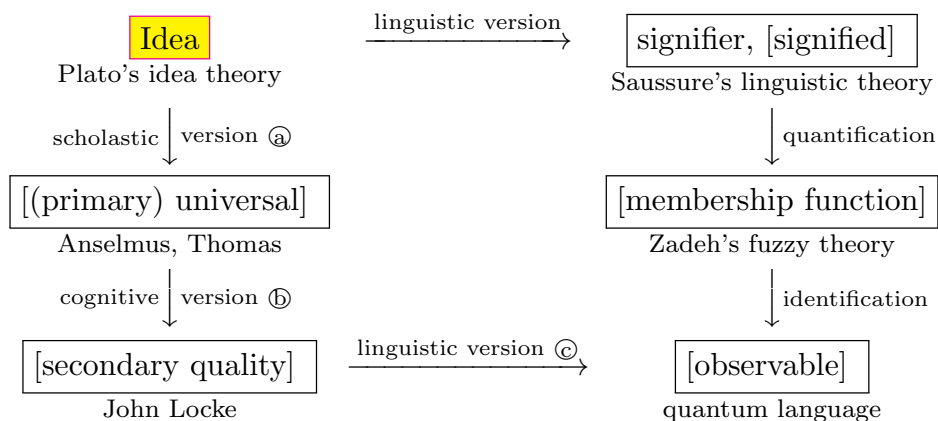 Idea linguistic version signifier, [signified]
Plato's idea theory Saussure's linguistic theory
scholastic version ⓐ quantification
[(primary) universal] [membership function]
Anselmus, Thomas Zadeh's fuzzy theory
cognitive version ⓑ identification
[secondary quality] linguistic version ⓒ [observable]
John Locke quantum language